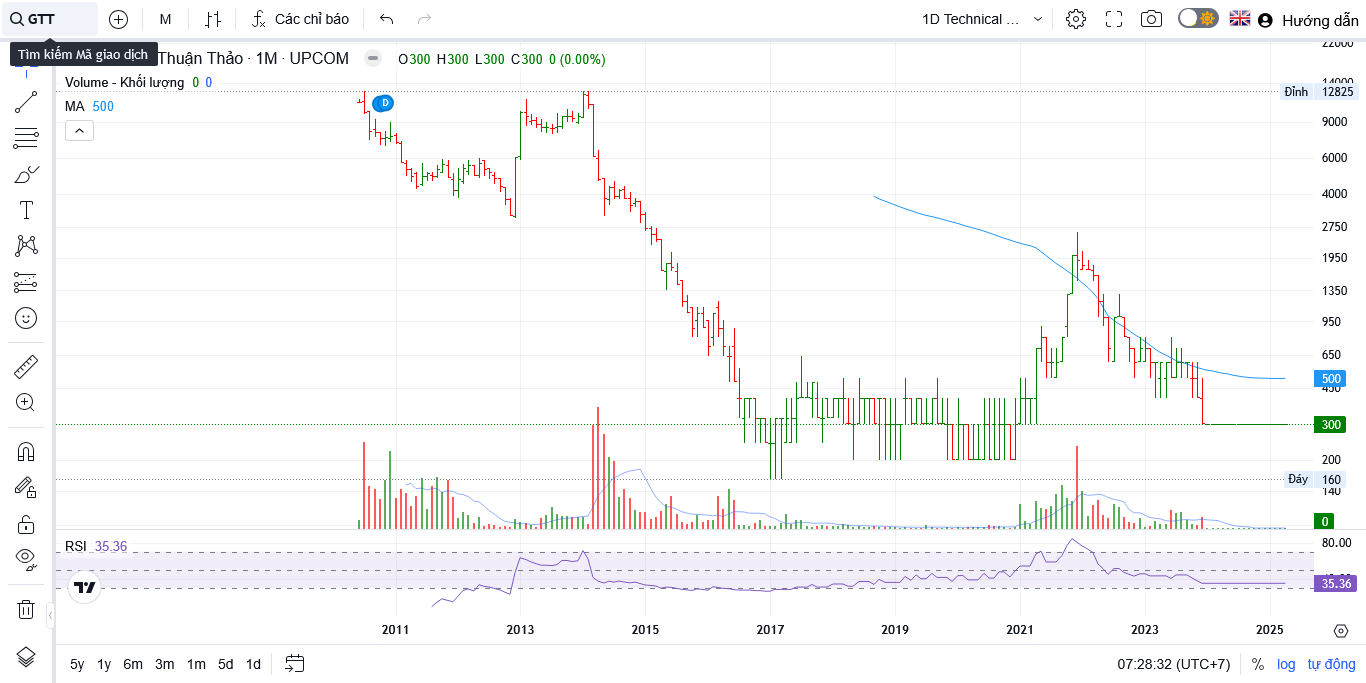 GTT M Các chỉ báo 1D Technical ... Hướng dẫn
Tìm kiếm Mã giao dịch
Thuận Thảo · 1M · UPCOM O300 H300 L300 C300 0 (0.00%)
Volume - Khối lượng 0 0
MA 500
D
22000
14000
Đỉnh 12825
9000
6000
4000
2750
1950
1350
950
650
500
450
300
200
Đáy 160
140
0
RSI 35.36
80.00
35.36
2011 2013 2015 2017 2019 2021 2023 2025
5y 1y 6m 3m 1m 5d 1d 07:28:32 (UTC+7) % log tự động